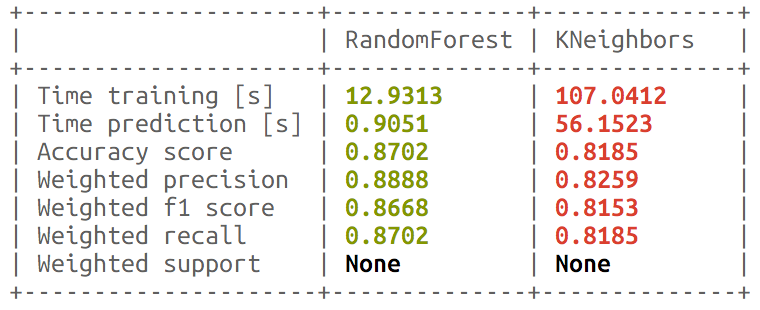 +---------------------+--------------+--------------+
|                     | RandomForest | KNeighbors   |
+---------------------+--------------+--------------+
| Time training [s]   | 12.9313      | 107.0412     |
| Time prediction [s] | 0.9051       | 56.1523      |
| Accuracy score      | 0.8702       | 0.8185       |
| Weighted precision  | 0.8888       | 0.8259       |
| Weighted f1 score   | 0.8668       | 0.8153       |
| Weighted recall     | 0.8702       | 0.8185       |
| Weighted support    | None         | None         |
+---------------------+--------------+--------------+